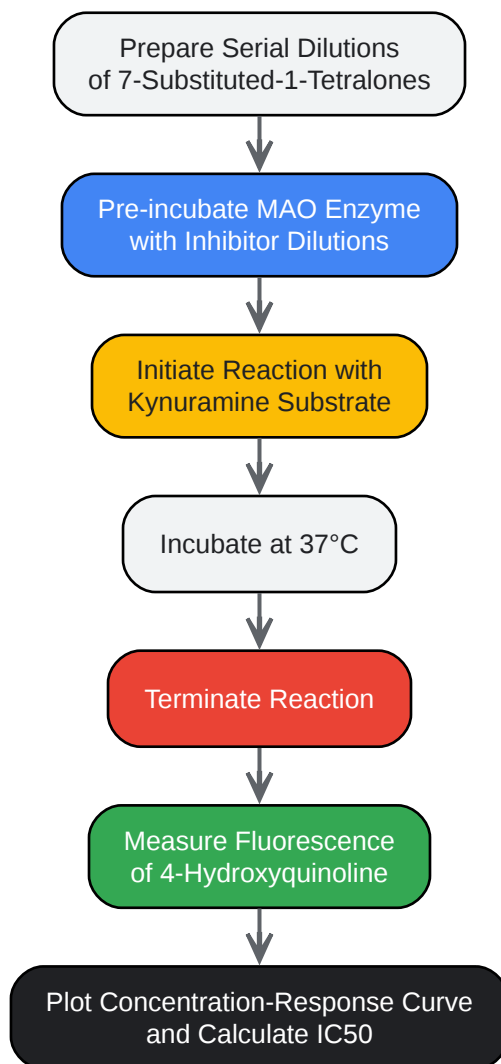 Prepare Serial Dilutions
of 7-Substituted-1-Tetralones
Pre-incubate MAO Enzyme
with Inhibitor Dilutions
Initiate Reaction with
Kynuramine Substrate
Incubate at 37°C
Terminate Reaction
Measure Fluorescence
of 4-Hydroxyquinoline
Plot Concentration-Response Curve
and Calculate IC50